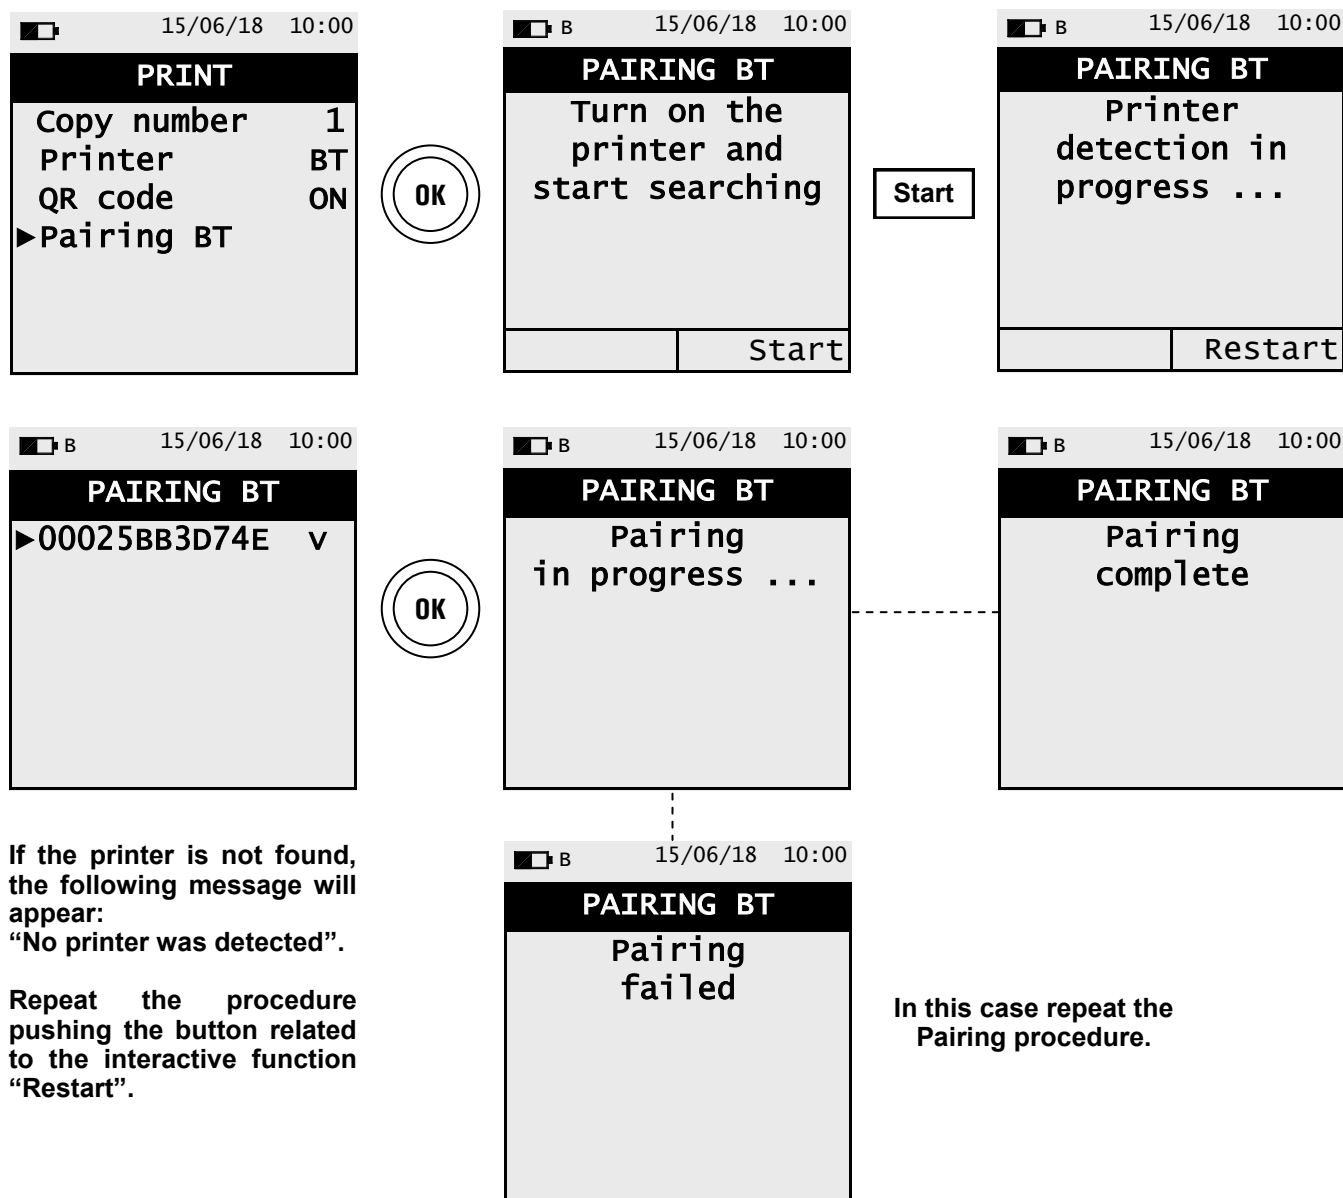 15/06/18 10:00
PRINT
Copy number 1
Printer BT
QR code ON
►Pairing BT
OK
B 15/06/18 10:00
PAIRING BT
Turn on the
printer and
start searching
Start
Start
B 15/06/18 10:00
PAIRING BT
Printer
detection in
progress ...
Restart
B 15/06/18 10:00
PAIRING BT
►00025BB3D74E V
OK
B 15/06/18 10:00
PAIRING BT
Pairing
in progress ...
B 15/06/18 10:00
PAIRING BT
Pairing
complete
If the printer is not found,
the following message will
appear:
“No printer was detected”.
Repeat the procedure
pushing the button related
to the interactive function
“Restart”.
B 15/06/18 10:00
PAIRING BT
Pairing
failed
In this case repeat the
Pairing procedure.